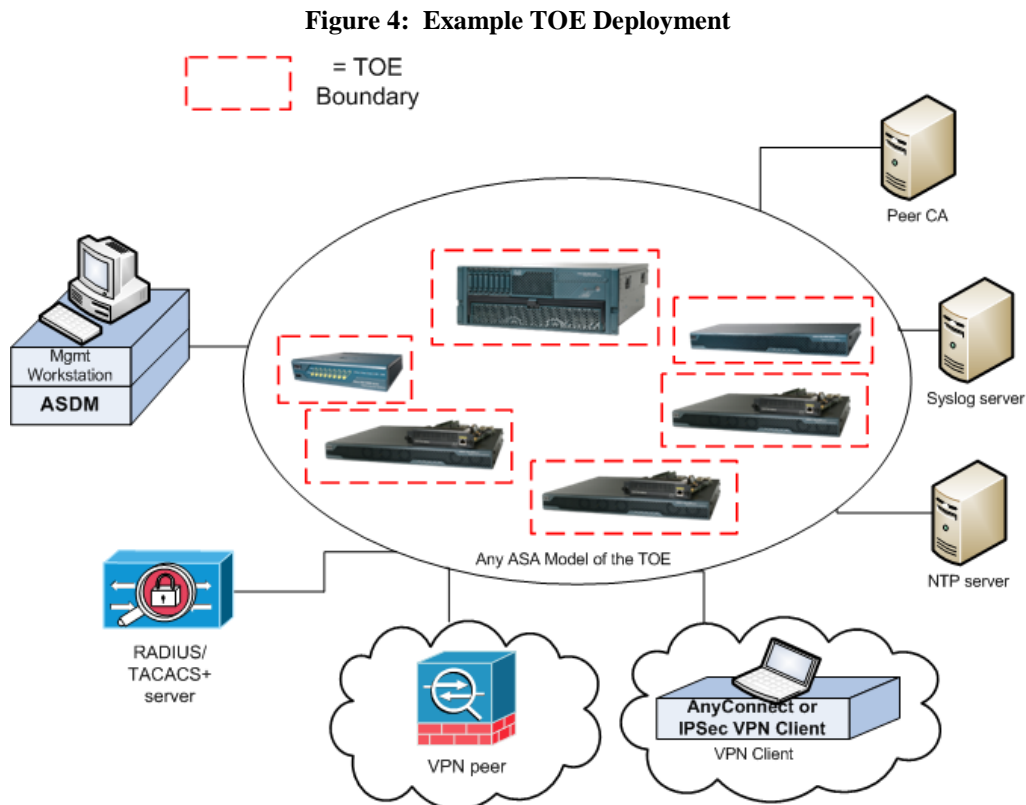 Figure 4: Example TOE Deployment
= TOE
Boundary
Peer CA
Mgmt
Workstation
ASDM
Syslog server
Any ASA Model of the TOE
NTP server
RADIUS/
TACACS+
server
VPN peer
AnyConnect or
IPSec VPN Client
VPN Client